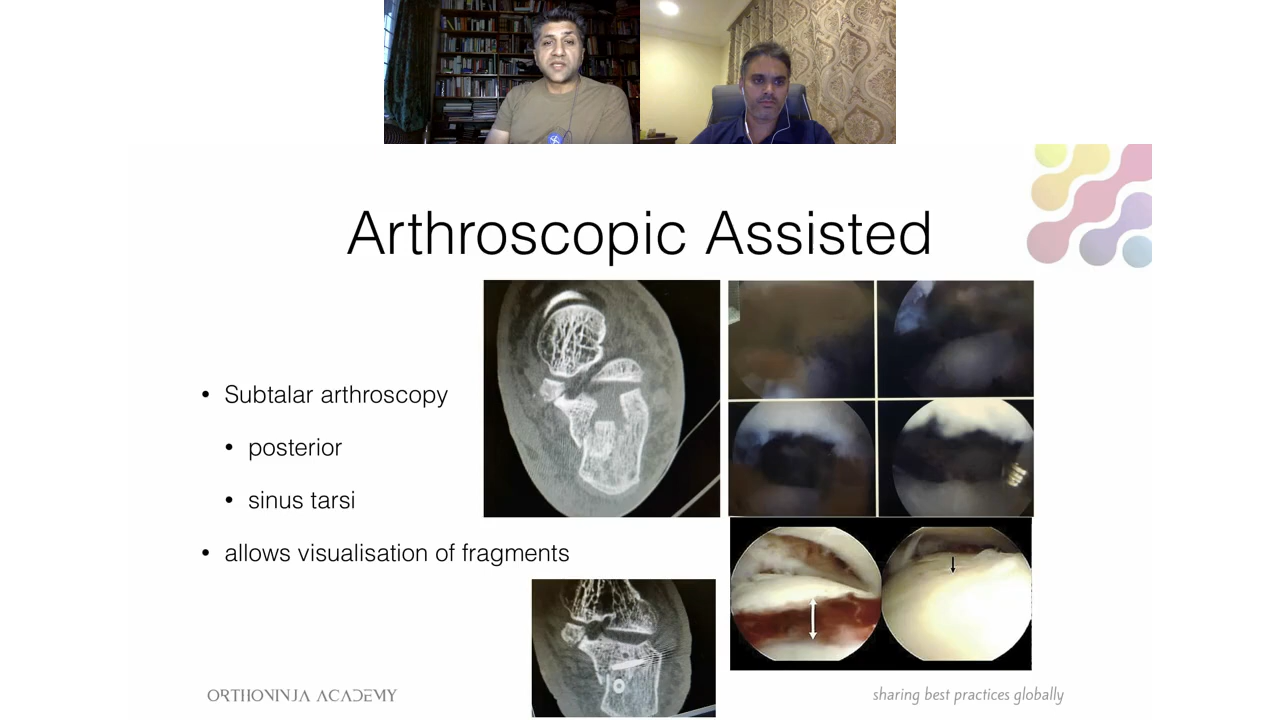 Arthroscopic Assisted
• Subtalar arthroscopy
• posterior
• sinus tarsi
• allows visualisation of fragments
ORTHONINJA ACADEMY
sharing best practices globally